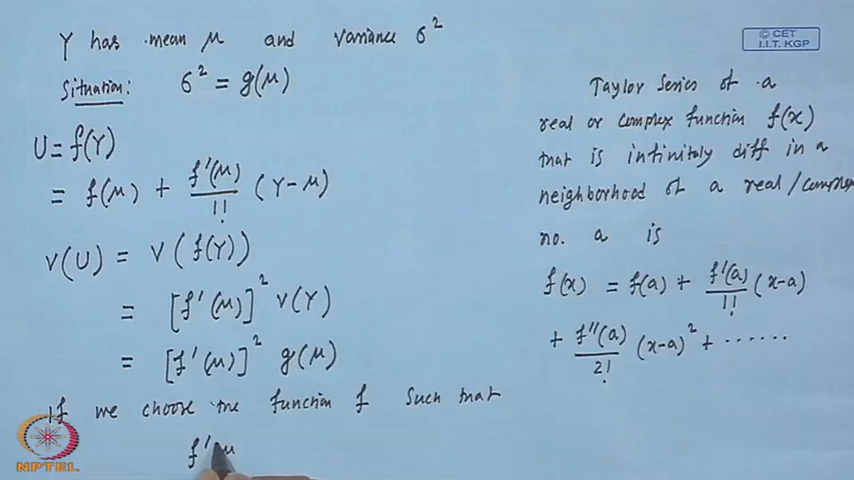 Y has mean μ and variance σ²
Situation: σ² = g(μ)
U = f(Y)
= f(μ) + f'(μ)/1! (Y-μ)
V(U) = V(f(Y))
= [f'(μ)]² V(Y)
= [f'(μ)]² g(μ)
If we choose the function f such that
f'μ
© CET
I.I.T. KGP
Taylor Series of a
real or complex function f(x)
that is infinitely diff in a
neighborhood of a real/complex
no. a is
f(x) = f(a) + f'(a)/1! (x-a)
+ f''(a)/2! (x-a)² + ......
NPTEL